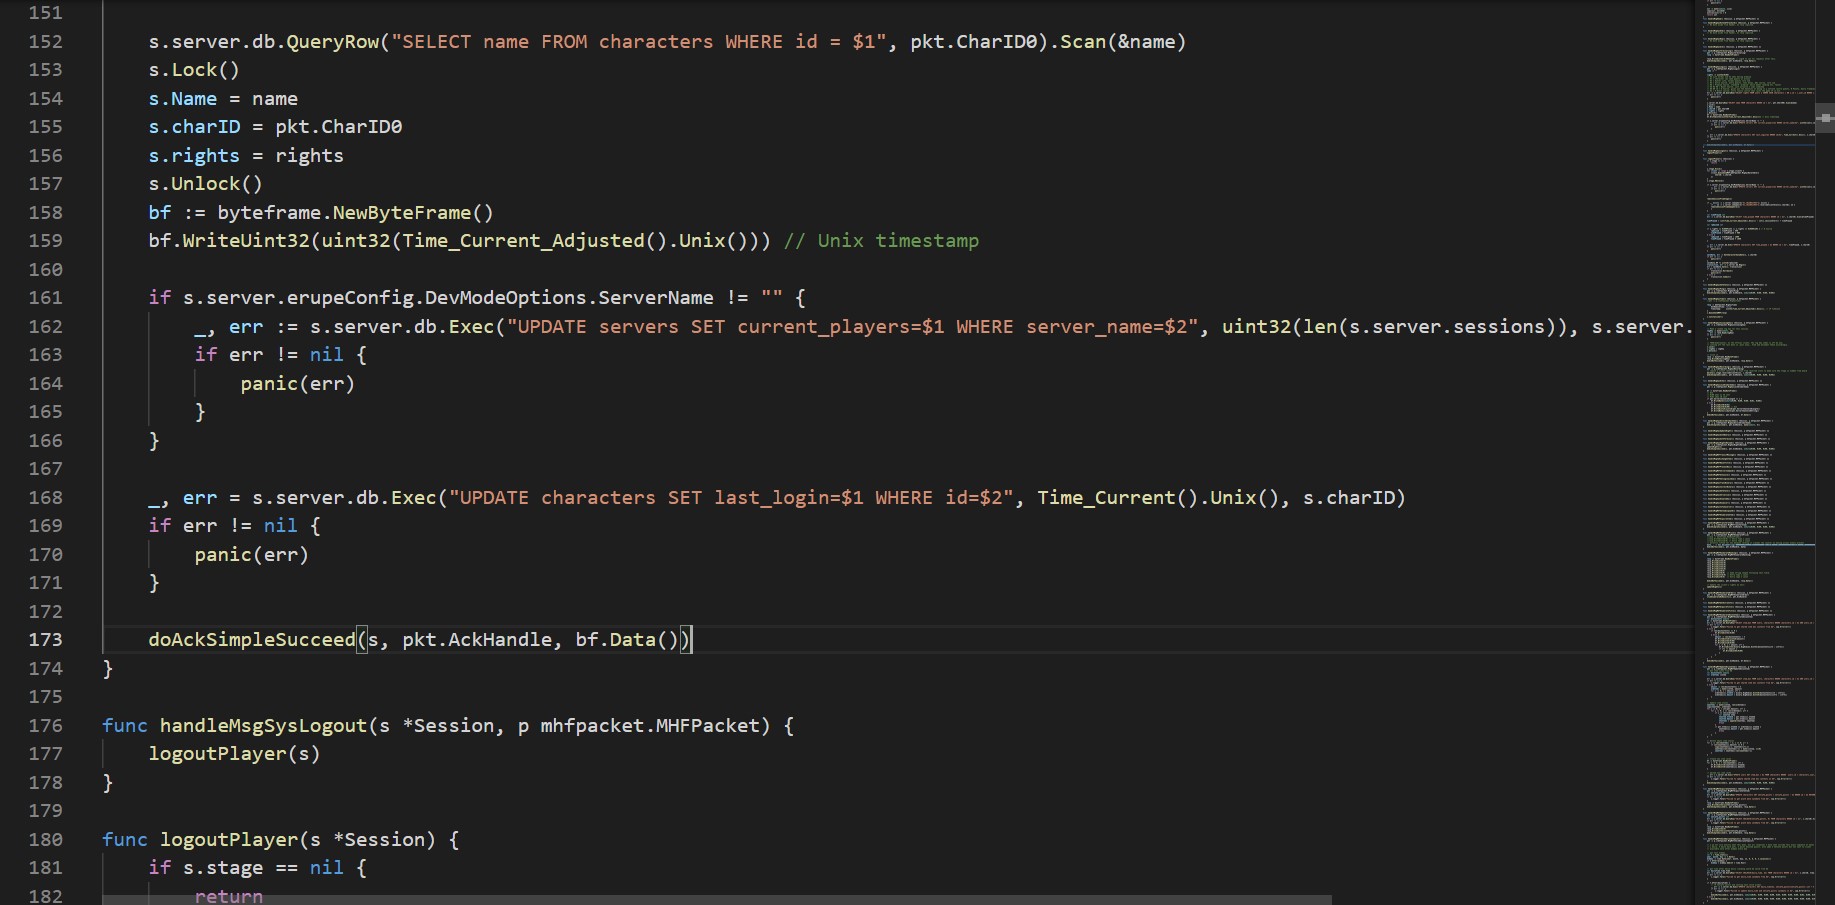 151
152 s.server.db.QueryRow("SELECT name FROM characters WHERE id = $1", pkt.CharID0).Scan(&name)
153 s.Lock()
154 s.Name = name
155 s.charID = pkt.CharID0
156 s.rights = rights
157 s.Unlock()
158 bf := byteframe.NewByteFrame()
159 bf.WriteUint32(uint32(Time_Current_Adjusted().Unix())) // Unix timestamp
160
161 if s.server.erupeConfig.DevModeOptions.ServerName != "" {
162 _, err := s.server.db.Exec("UPDATE servers SET current_players=$1 WHERE server_name=$2", uint32(len(s.server.sessions)), s.server.
163 if err != nil {
164 panic(err)
165 }
166 }
167
168 _, err = s.server.db.Exec("UPDATE characters SET last_login=$1 WHERE id=$2", Time_Current().Unix(), s.charID)
169 if err != nil {
170 panic(err)
171 }
172
173 doAckSimpleSucceed(s, pkt.AckHandle, bf.Data())
174 }
175
176 func handleMsgSysLogout(s *Session, p mhfpacket.MHFPacket) {
177 logoutPlayer(s)
178 }
179
180 func logoutPlayer(s *Session) {
181 if s.stage == nil {
182 return